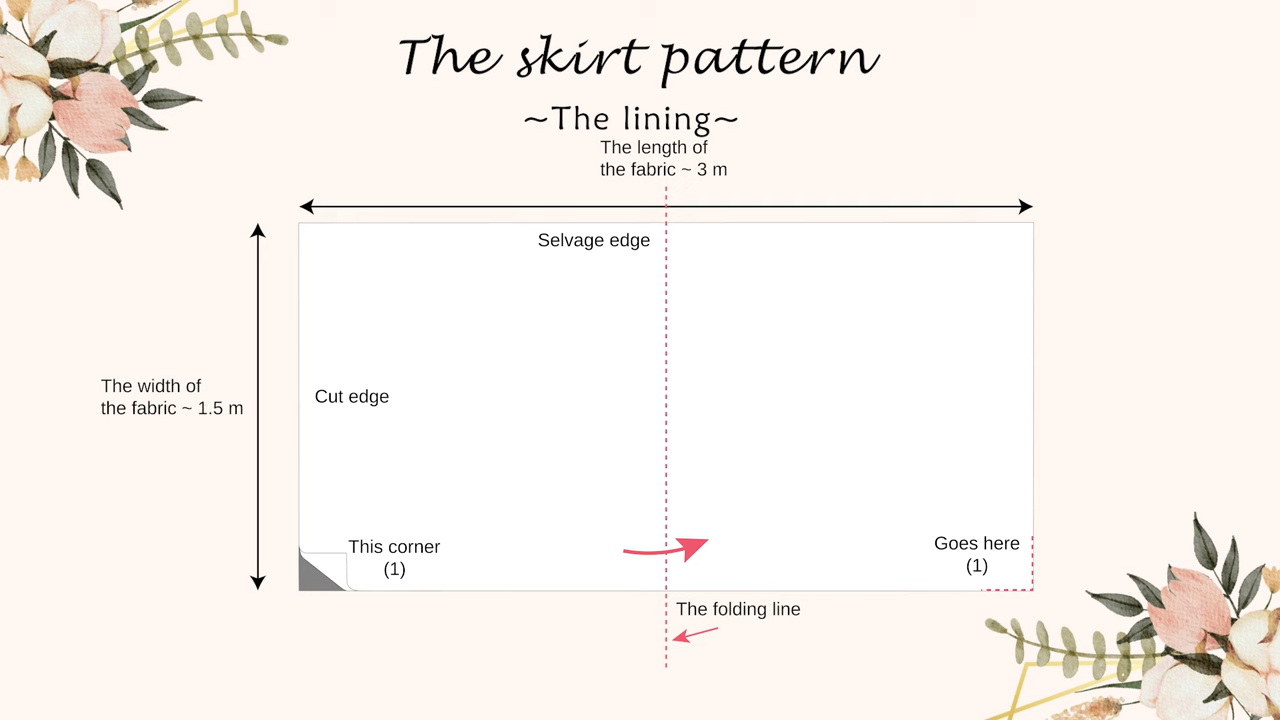 The skirt pattern
~The lining~
The length of
the fabric ~ 3 m
Selvage edge
The width of
the fabric ~ 1.5 m
Cut edge
This corner
(1)
Goes here
(1)
The folding line